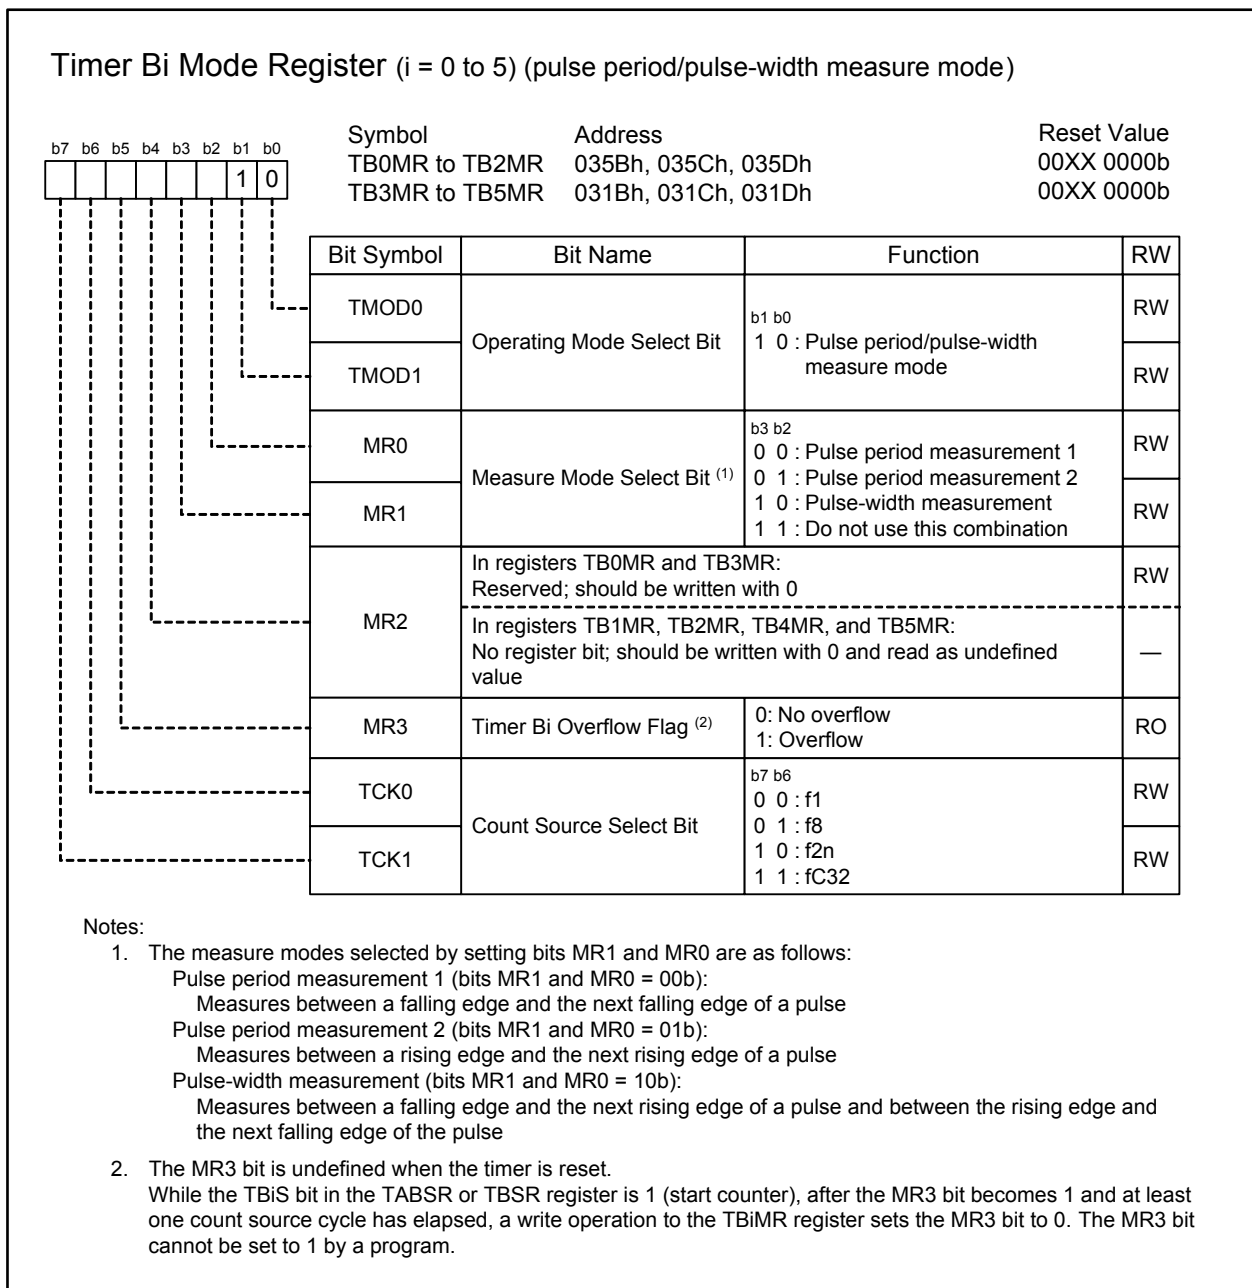 Timer Bi Mode Register (i = 0 to 5) (pulse period/pulse-width measure mode)
b7 b6 b5 b4 b3 b2 b1 b0
1 0
Symbol Address Reset Value
TB0MR to TB2MR 035Bh, 035Ch, 035Dh 00XX 0000b
TB3MR to TB5MR 031Bh, 031Ch, 031Dh 00XX 0000b
Bit Symbol Bit Name Function RW
TMOD0 RW
Operating Mode Select Bit
b1 b0
1 0 : Pulse period/pulse-width
measure mode
TMOD1 RW
MR0 RW
Measure Mode Select Bit (1)
b3 b2
0 0 : Pulse period measurement 1
0 1 : Pulse period measurement 2
1 0 : Pulse-width measurement
1 1 : Do not use this combination
MR1 RW
MR2
In registers TB0MR and TB3MR:
Reserved; should be written with 0
RW
In registers TB1MR, TB2MR, TB4MR, and TB5MR:
No register bit; should be written with 0 and read as undefined
value
—
MR3 Timer Bi Overflow Flag (2)
0: No overflow
1: Overflow
RO
TCK0 RW
Count Source Select Bit
b7 b6
0 0 : f1
0 1 : f8
1 0 : f2n
1 1 : fC32
TCK1 RW
Notes:
1. The measure modes selected by setting bits MR1 and MR0 are as follows:
Pulse period measurement 1 (bits MR1 and MR0 = 00b):
Measures between a falling edge and the next falling edge of a pulse
Pulse period measurement 2 (bits MR1 and MR0 = 01b):
Measures between a rising edge and the next rising edge of a pulse
Pulse-width measurement (bits MR1 and MR0 = 10b):
Measures between a falling edge and the next rising edge of a pulse and between the rising edge and
the next falling edge of the pulse
2. The MR3 bit is undefined when the timer is reset.
While the TBiS bit in the TABSR or TBSR register is 1 (start counter), after the MR3 bit becomes 1 and at least
one count source cycle has elapsed, a write operation to the TBiMR register sets the MR3 bit to 0. The MR3 bit
cannot be set to 1 by a program.